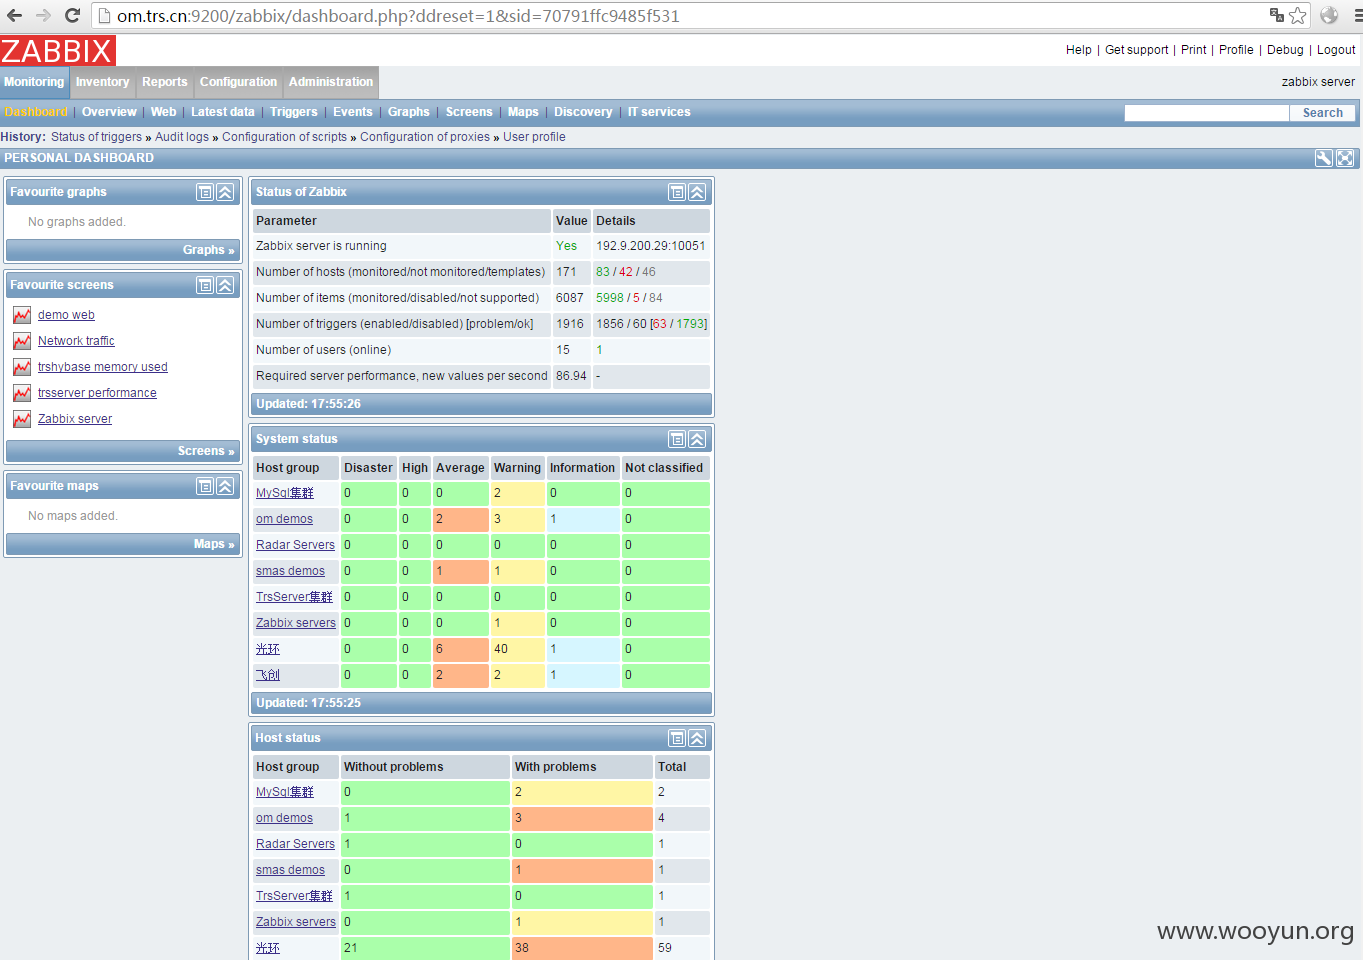 om.trs.cn:9200/zabbix/dashboard.php?ddreset=1&sid=70791ffc9485f531
ZABBIX
Help | Get support | Print | Profile | Debug | Logout
Monitoring Inventory Reports Configuration Administration
zabbix server
Dashboard | Overview | Web | Latest data | Triggers | Events | Graphs | Screens | Maps | Discovery | IT services
Search
History: Status of triggers » Audit logs » Configuration of scripts » Configuration of proxies » User profile
PERSONAL DASHBOARD
Favourite graphs
No graphs added.
Graphs »
Favourite screens
demo web
Network traffic
trshybase memory used
trsserver performance
Zabbix server
Screens »
Favourite maps
No maps added.
Maps »
Status of Zabbix
Parameter Value Details
Zabbix server is running Yes 192.9.200.29:10051
Number of hosts (monitored/not monitored/templates) 171 83 / 42 / 46
Number of items (monitored/disabled/not supported) 6087 5998 / 5 / 84
Number of triggers (enabled/disabled) [problem/ok] 1916 1856 / 60 [63 / 1793]
Number of users (online) 15 1
Required server performance, new values per second 86.94 -
Updated: 17:55:26
System status
Host group Disaster High Average Warning Information Not classified
MySql集群 0 0 0 2 0 0
om demos 0 0 2 3 1 0
Radar Servers 0 0 0 0 0 0
smas demos 0 0 1 1 0 0
TrsServer集群 0 0 0 0 0 0
Zabbix servers 0 0 0 1 0 0
光环 0 0 6 40 1 0
飞创 0 0 2 2 1 0
Updated: 17:55:25
Host status
Host group Without problems With problems Total
MySql集群 0 2 2
om demos 1 3 4
Radar Servers 1 0 1
smas demos 0 1 1
TrsServer集群 1 0 1
Zabbix servers 0 1 1
光环 21 38 59
www.wooyun.org